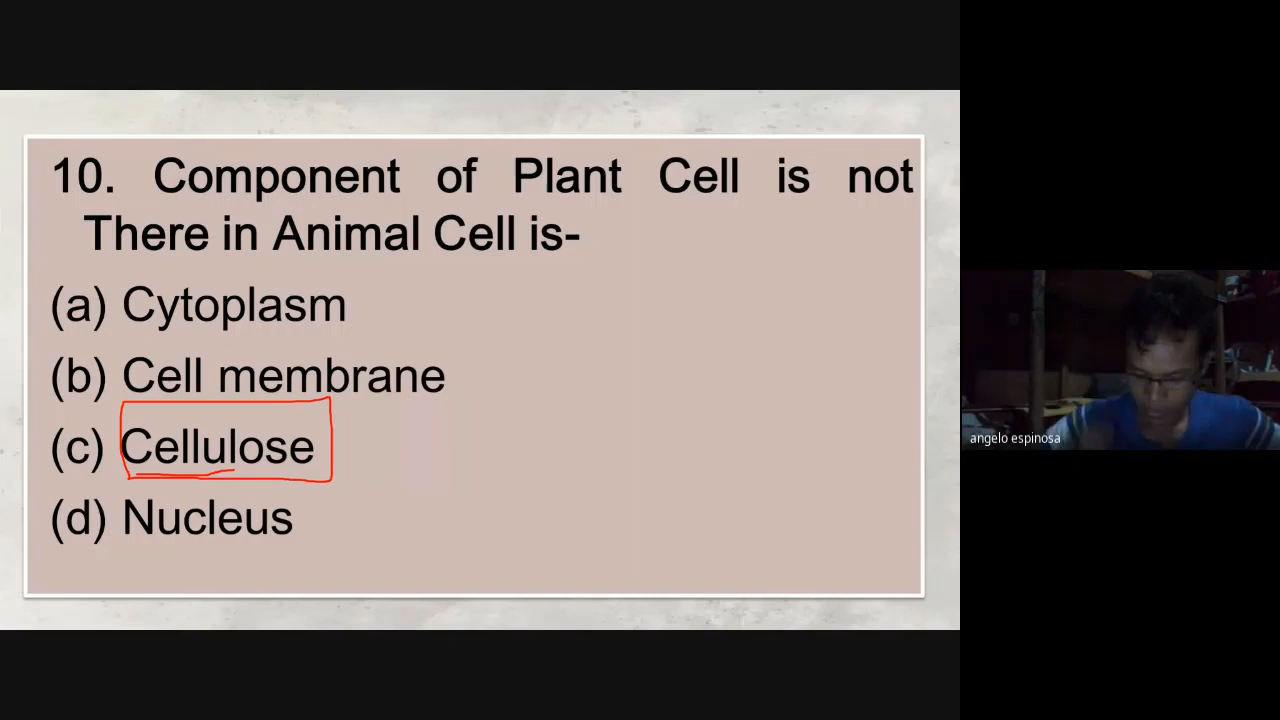 10. Component of Plant Cell is not
There in Animal Cell is-
(a) Cytoplasm
(b) Cell membrane
(c) Cellulose
(d) Nucleus
angelo espinosa